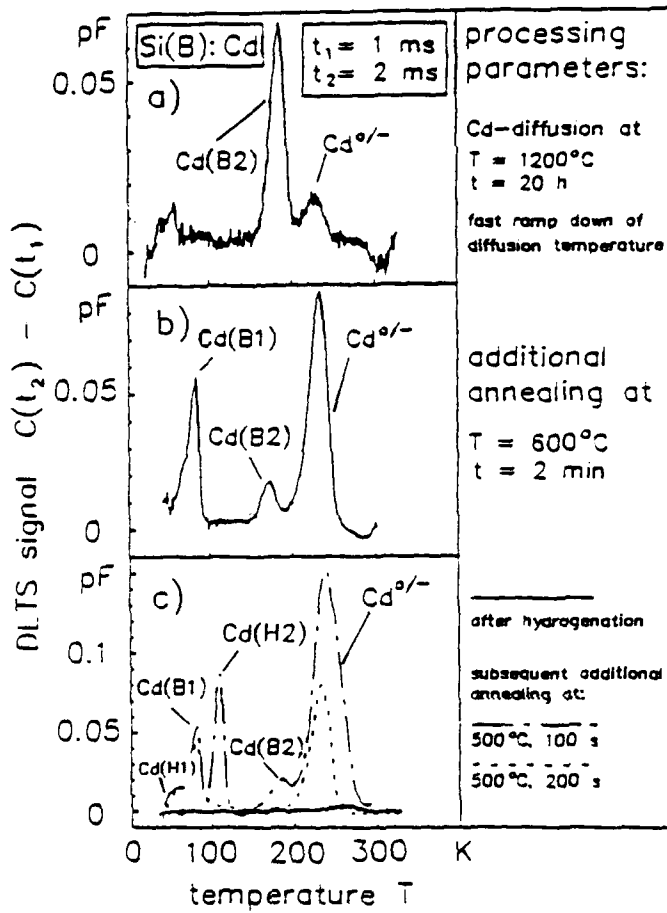 DLTS signal C(t₂) – C(t₁)
pF
0.05
0
a)
Si(B): Cd
t₁ = 1 ms
t₂ = 2 ms
Cd(B2)
Cd⁰/⁻
processing
parameters:
Cd-diffusion at
T = 1200°C
t = 20 h
fast ramp down of
diffusion temperature
pF
0.05
0
b)
Cd(B1)
Cd(B2)
Cd⁰/⁻
additional
annealing at
T = 600°C
t = 2 min
pF
0.1
0.05
0
c)
Cd(H2)
Cd⁰/⁻
Cd(B1)
Cd(B2)
Cd(H1)
after hydrogenation
subsequent additional
annealing at:
500°C, 100 s
500°C, 200 s
0 100 200 300 K
temperature T